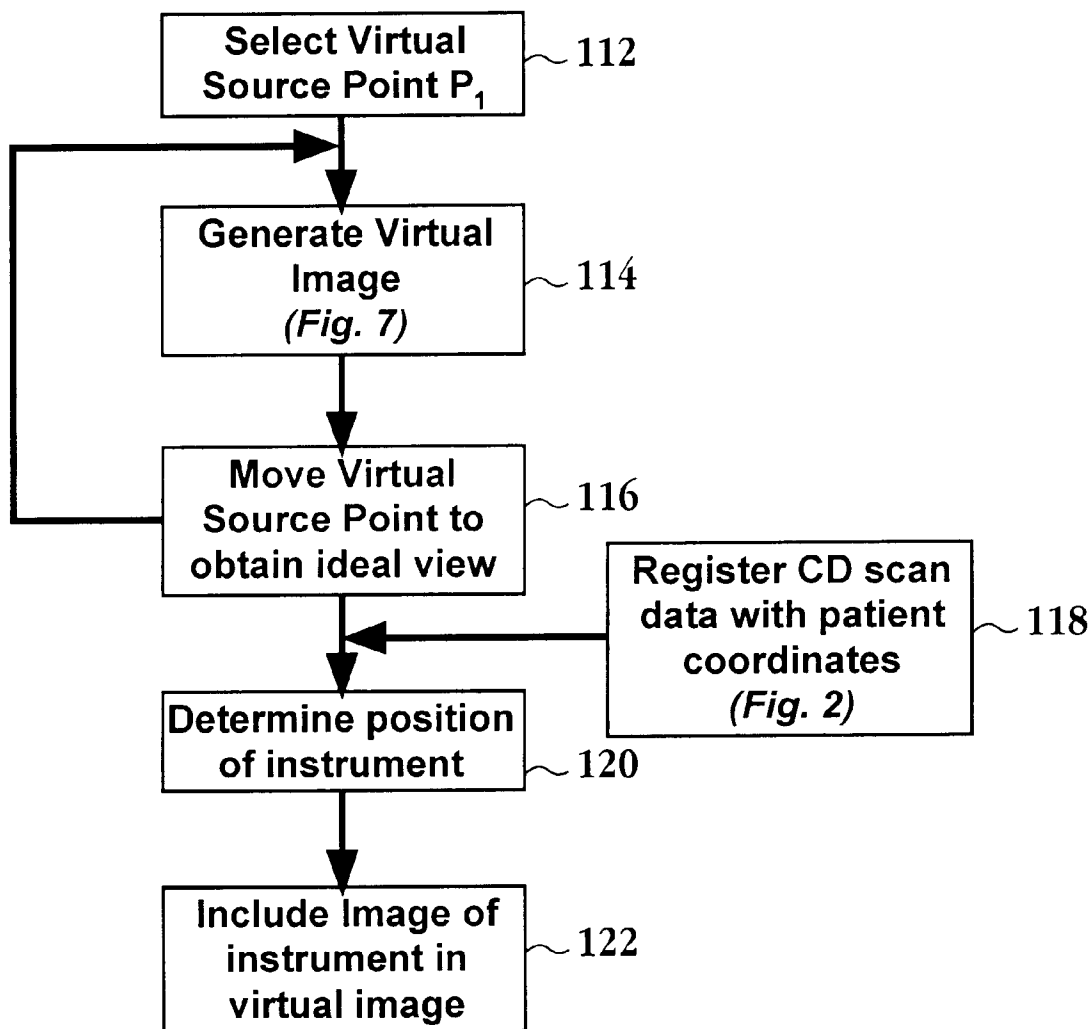 Select Virtual
Source Point P1
112
Generate Virtual
Image
(Fig. 7)
114
Move Virtual
Source Point to
obtain ideal view
116
Register CD scan
data with patient
coordinates
(Fig. 2)
118
Determine position
of instrument
120
Include Image of
instrument in
virtual image
122